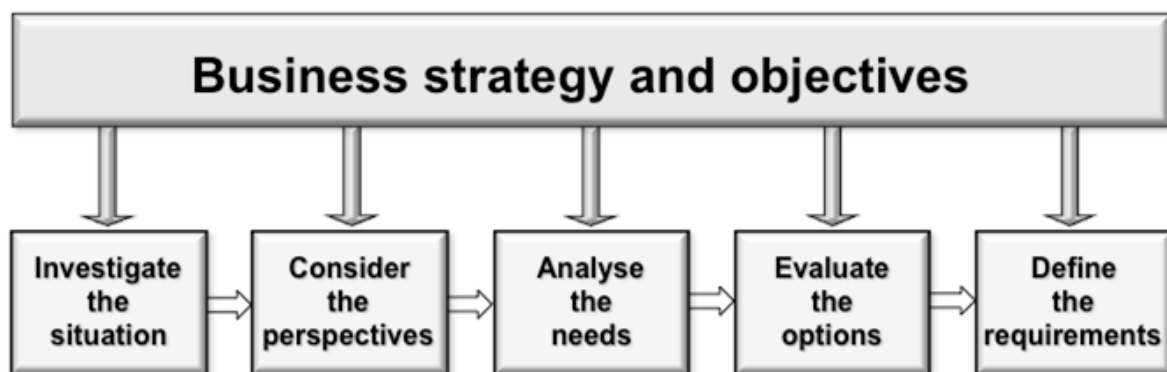 Business strategy and objectives
Investigate
the
situation
Consider
the
perspectives
Analyse
the
needs
Evaluate
the
options
Define
the
requirements